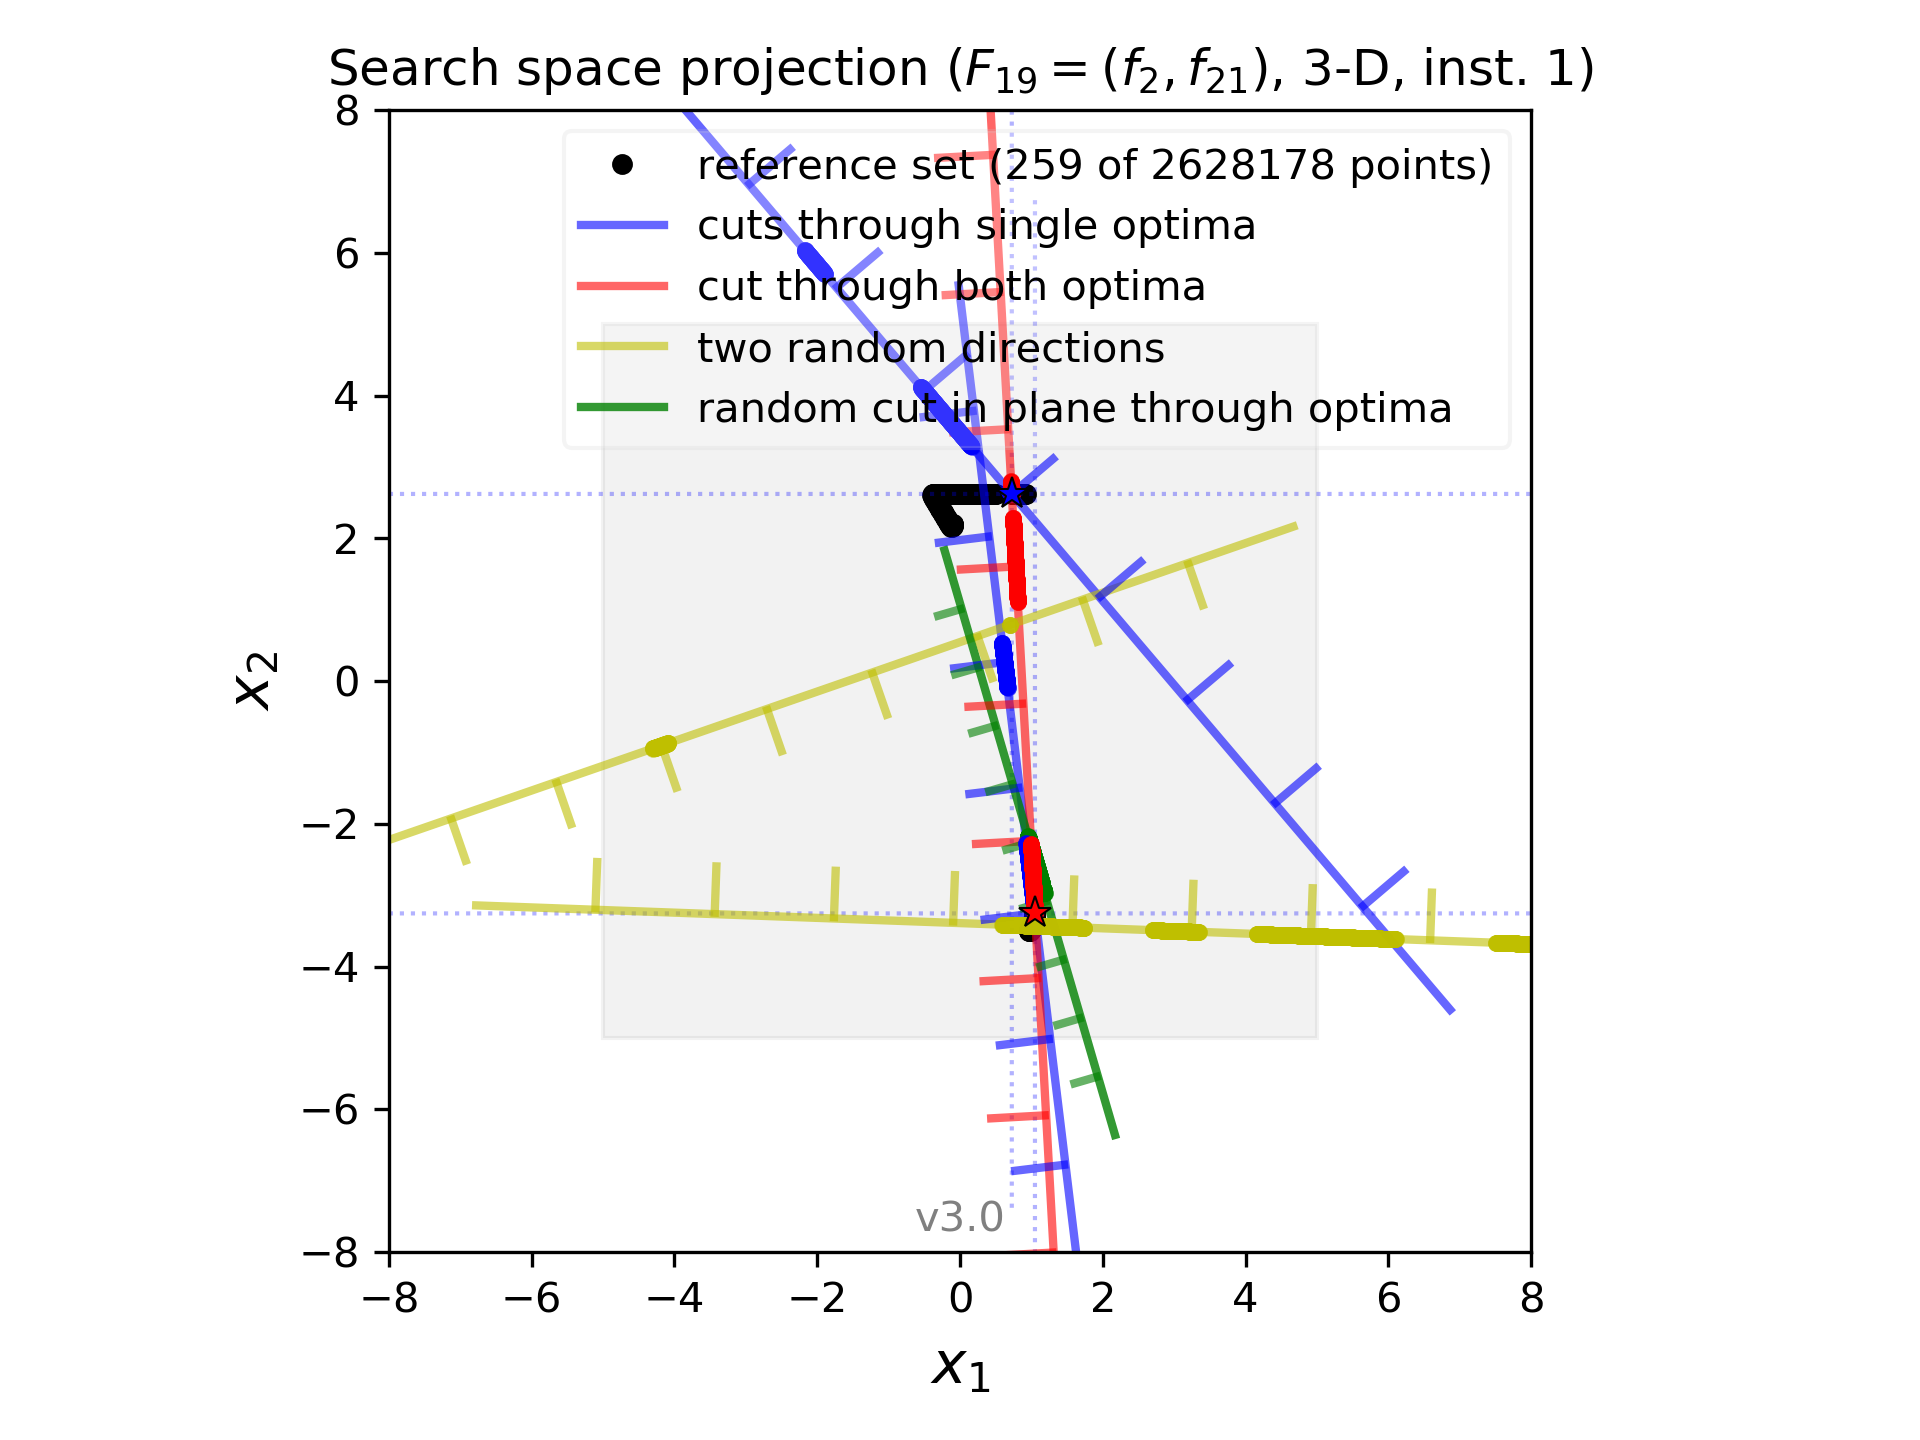 Search space projection (F₁₉ = (f₂, f₂₁), 3-D, inst. 1)
8
reference set (259 of 2628178 points)
cuts through single optima
6
cut through both optima
two random directions
4
random cut in plane through optima
2
x₂
0
−2
−4
−6
v3.0
−8
−8 −6 −4 −2 0 2 4 6 8
x₁